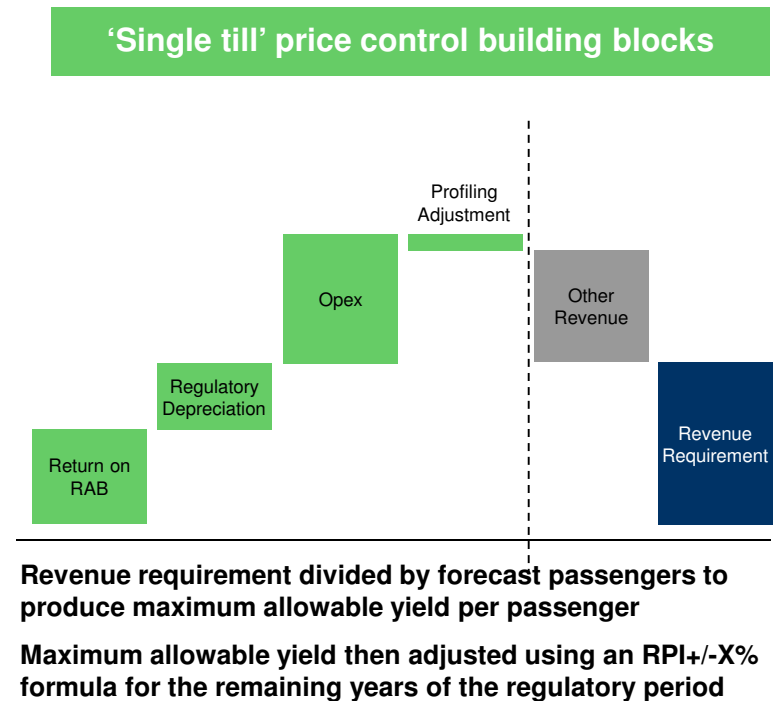 ‘Single till’ price control building blocks
Profiling
Adjustment
Opex
Other
Revenue
Regulatory
Depreciation
Revenue
Requirement
Return on
RAB
Revenue requirement divided by forecast passengers to
produce maximum allowable yield per passenger
Maximum allowable yield then adjusted using an RPI+/-X%
formula for the remaining years of the regulatory period